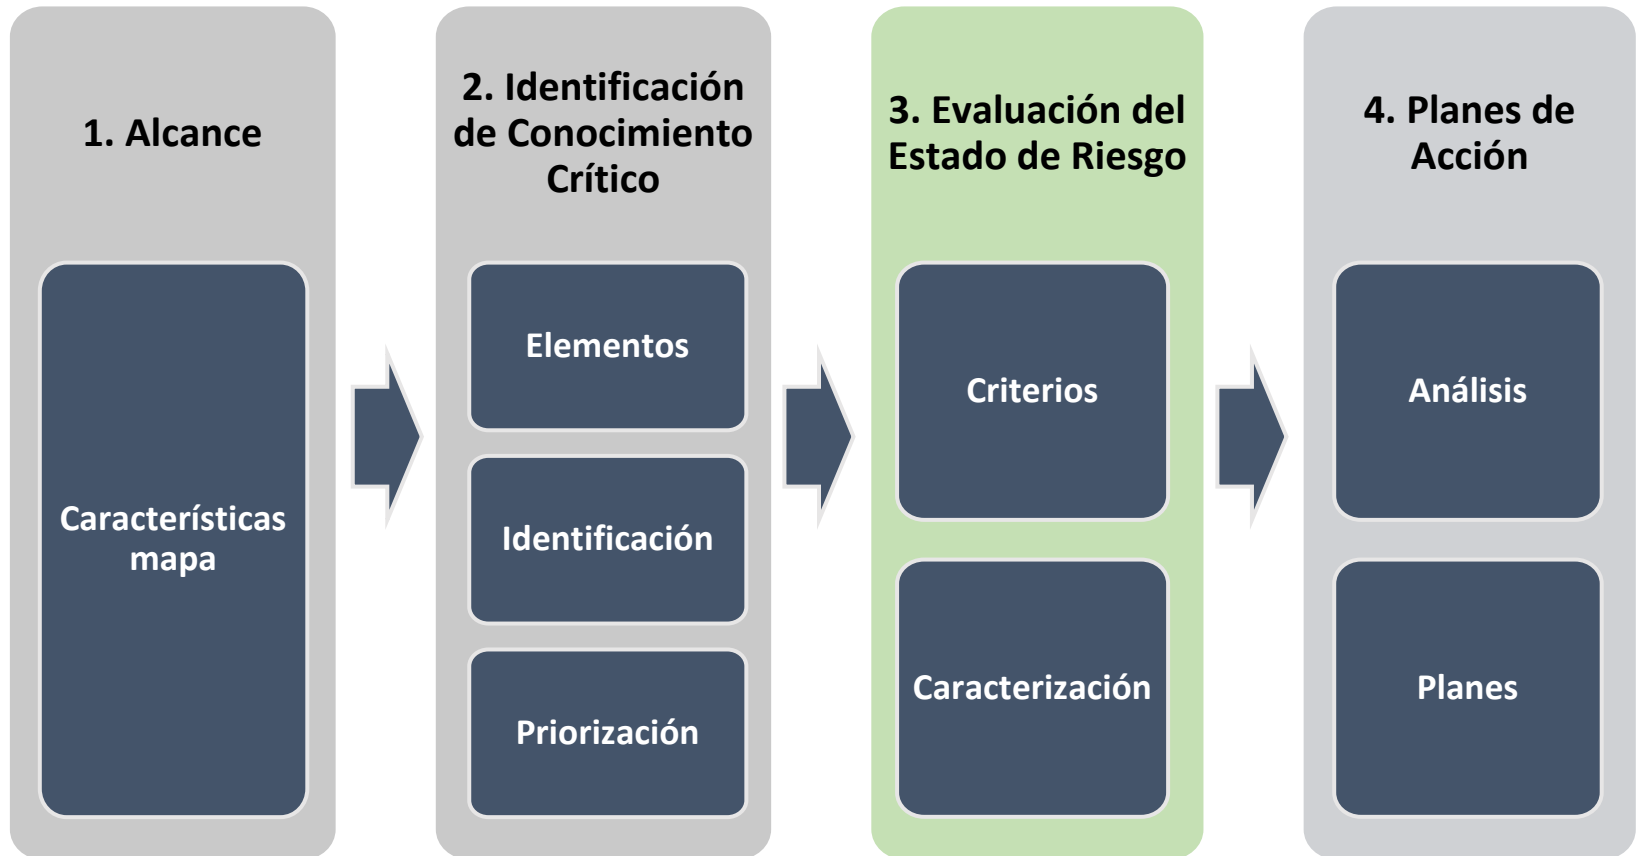 1. Alcance
Características
mapa
2. Identificación
de Conocimiento
Crítico
Elementos
Identificación
Priorización
3. Evaluación del
Estado de Riesgo
Criterios
Caracterización
4. Planes de
Acción
Análisis
Planes